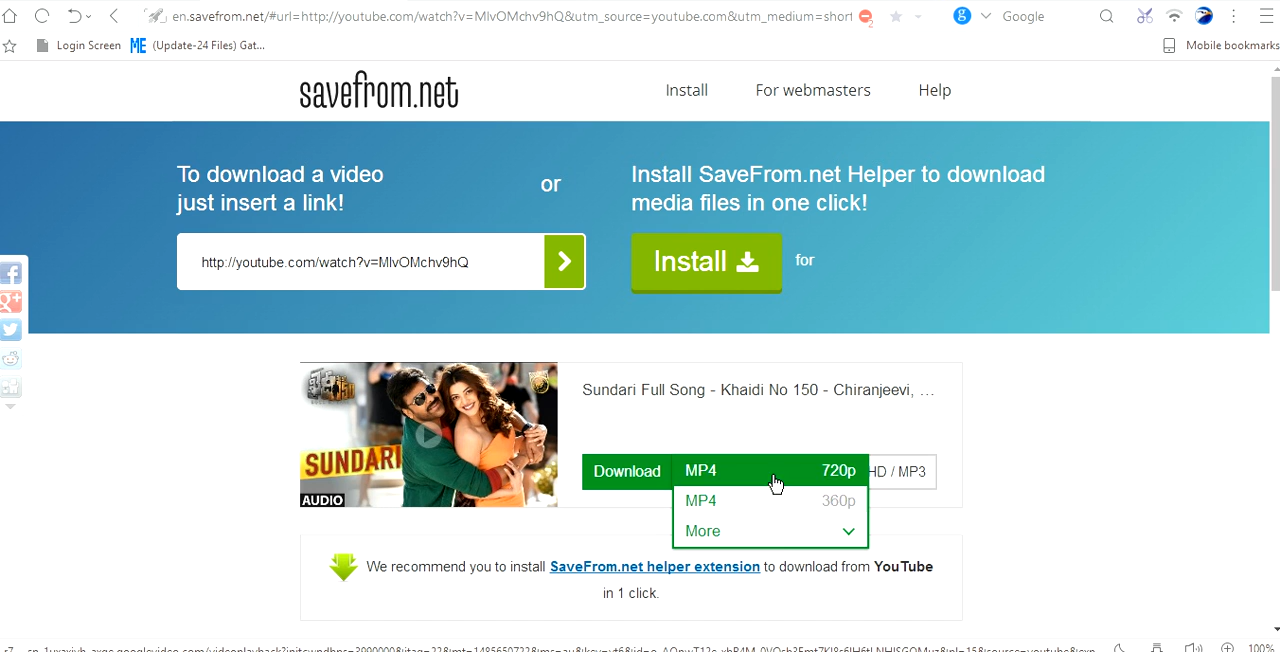 en.savefrom.net/#url=http://youtube.com/watch?v=MlvOMchv9hQ&utm_source=youtube.com&utm_medium=short
2
g
Google
Login Screen
ME (Update-24 Files) Gat...
Mobile bookmarks
savefrom.net
Install
For webmasters
Help
To download a video
just insert a link!
or
Install SaveFrom.net Helper to download
media files in one click!
http://youtube.com/watch?v=MlvOMchv9hQ
Install
for
f
g+
SUNDARI
AUDIO
Sundari Full Song - Khaidi No 150 - Chiranjeevi, ...
Download
MP4 720p
HD / MP3
MP4 360p
More
We recommend you to install SaveFrom.net helper extension to download from YouTube
in 1 click.
100%